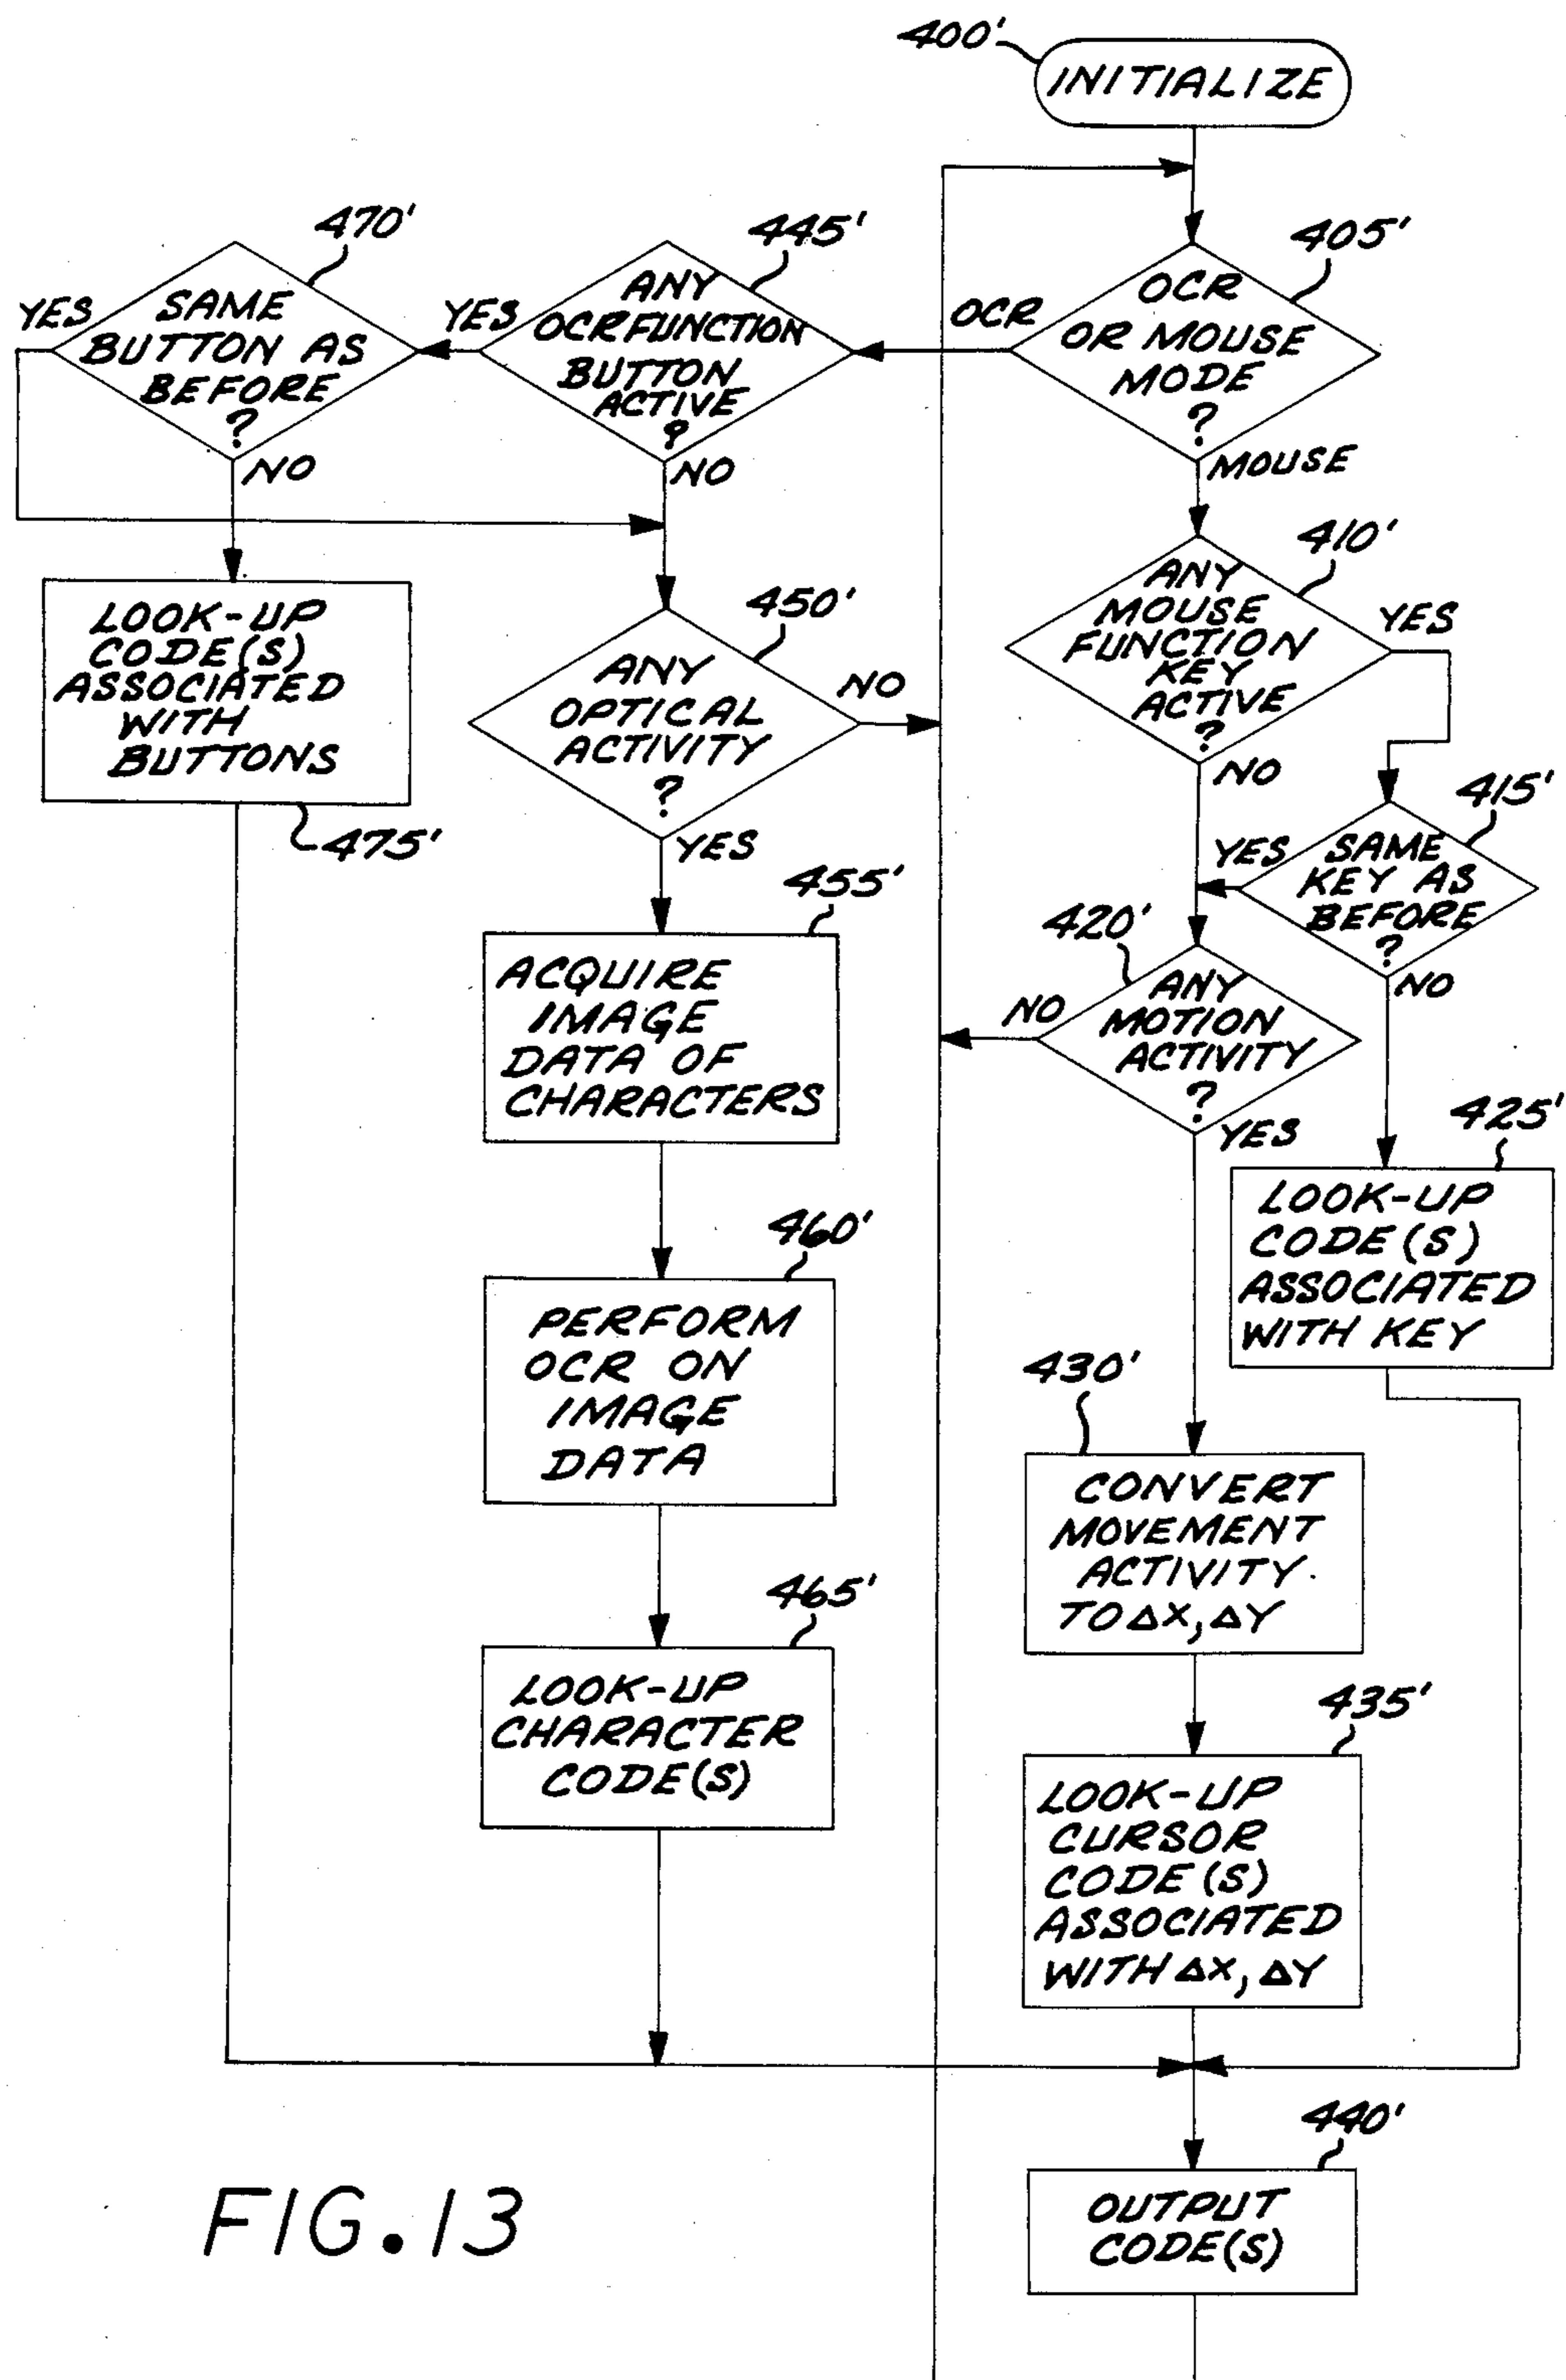 400'
INITIALIZE
405'
OCR
OR MOUSE
MODE
?
OCR
MOUSE
445'
ANY
OCR FUNCTION
BUTTON
ACTIVE
?
YES
NO
470'
SAME
BUTTON AS
BEFORE
?
YES
NO
LOOK-UP
CODE(S)
ASSOCIATED
WITH
BUTTONS
475'
450'
ANY
OPTICAL
ACTIVITY
?
NO
YES
455'
ACQUIRE
IMAGE
DATA OF
CHARACTERS
460'
PERFORM
OCR ON
IMAGE
DATA
465'
LOOK-UP
CHARACTER
CODE(S)
410'
ANY
MOUSE
FUNCTION
KEY
ACTIVE
?
YES
NO
415'
SAME
KEY AS
BEFORE
?
YES
NO
420'
ANY
MOTION
ACTIVITY
?
NO
YES
425'
LOOK-UP
CODE(S)
ASSOCIATED
WITH KEY
430'
CONVERT
MOVEMENT
ACTIVITY
TO ΔX, ΔY
435'
LOOK-UP
CURSOR
CODE(S)
ASSOCIATED
WITH ΔX, ΔY
440'
OUTPUT
CODE(S)
FIG. 13